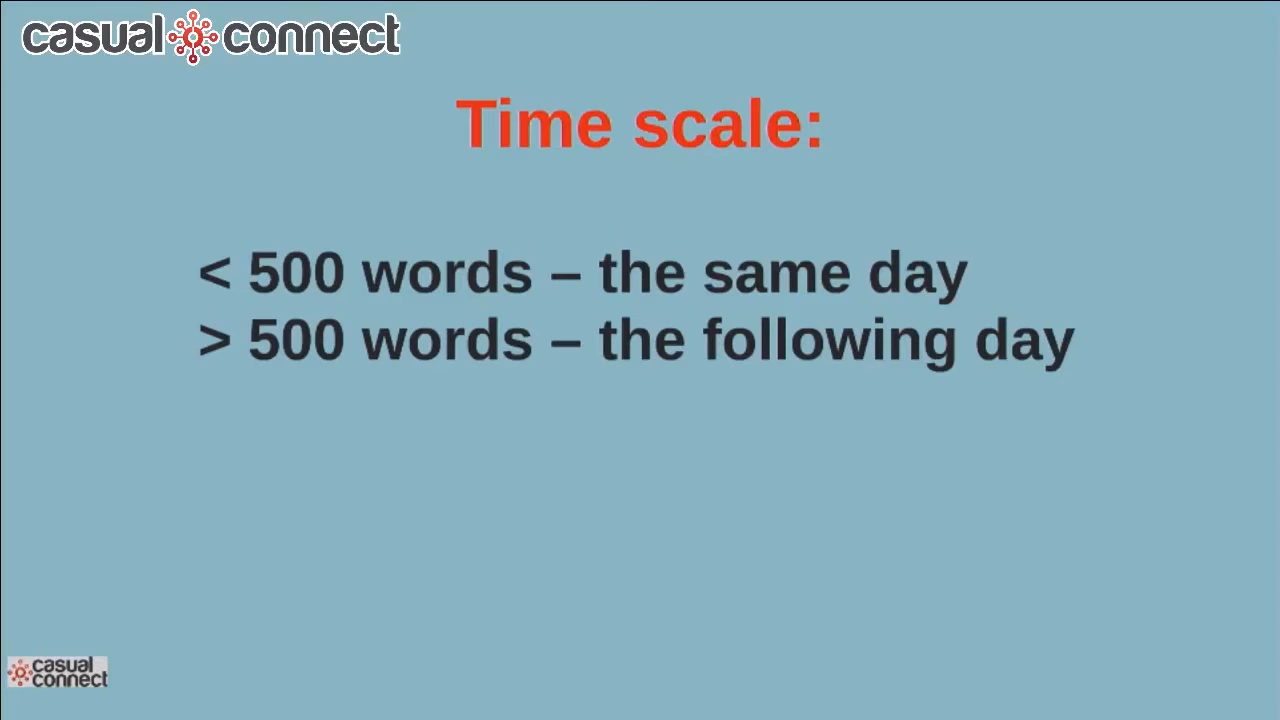 casual connect
Time scale:
< 500 words – the same day
> 500 words – the following day
casual
connect